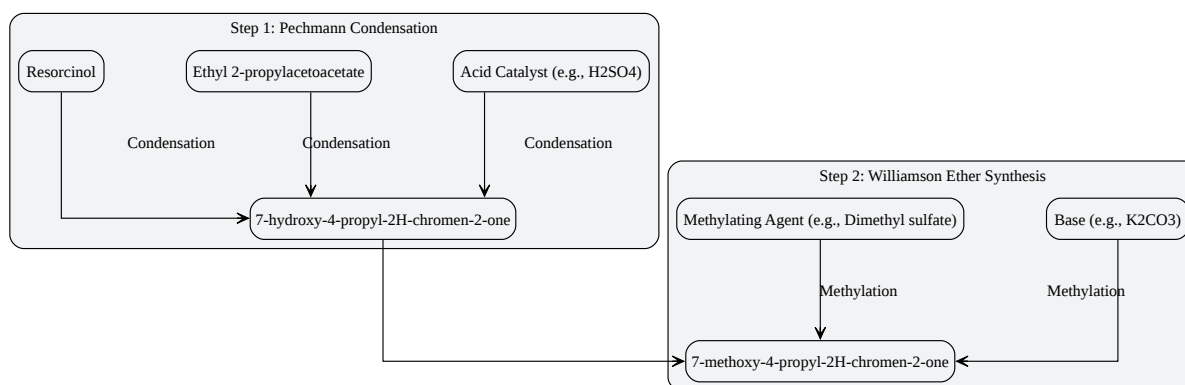 Step 1: Pechmann Condensation
Resorcinol
Ethyl 2-propylacetoacetate
Acid Catalyst (e.g., H2SO4)
Condensation
Condensation
Condensation
7-hydroxy-4-propyl-2H-chromen-2-one
Step 2: Williamson Ether Synthesis
Methylating Agent (e.g., Dimethyl sulfate)
Base (e.g., K2CO3)
Methylation
Methylation
7-methoxy-4-propyl-2H-chromen-2-one